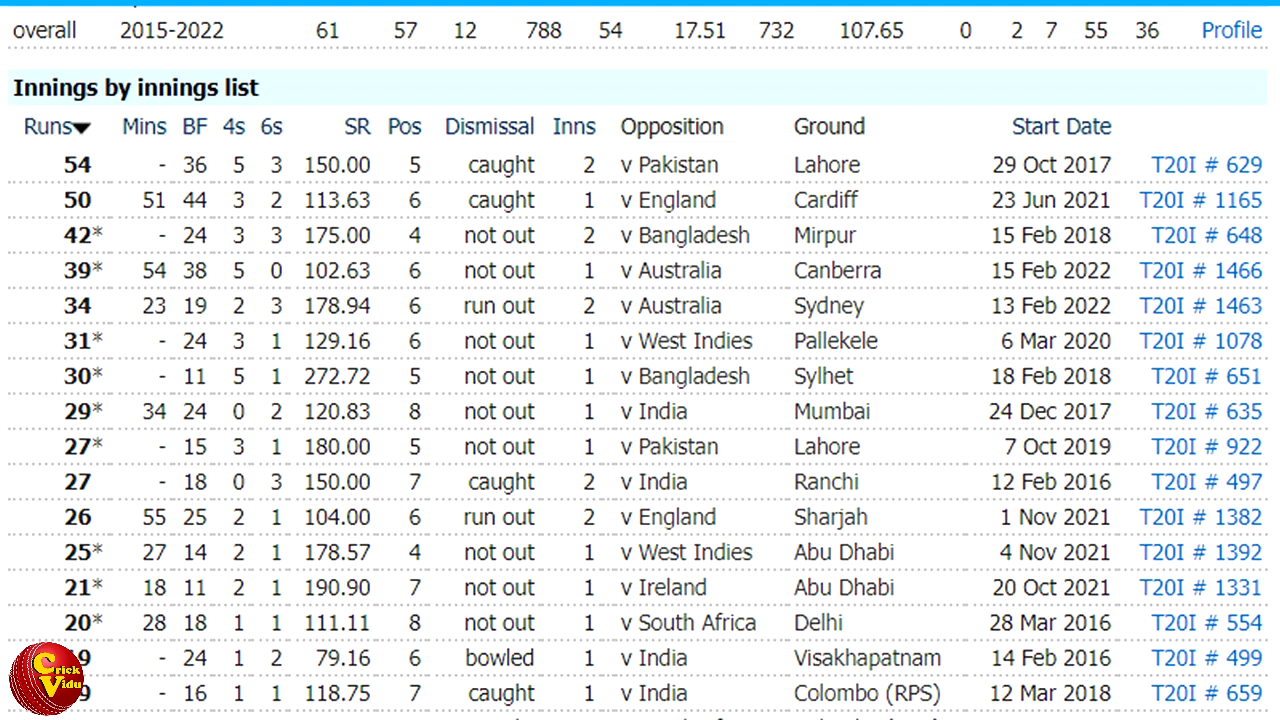 overall 2015-2022 61 57 12 788 54 17.51 732 107.65 0 2 7 55 36 Profile
Innings by innings list
Runs Mins BF 4s 6s SR Pos Dismissal Inns Opposition Ground Start Date
54 - 36 5 3 150.00 5 caught 2 v Pakistan Lahore 29 Oct 2017 T20I # 629
50 51 44 3 2 113.63 6 caught 1 v England Cardiff 23 Jun 2021 T20I # 1165
42* - 24 3 3 175.00 4 not out 2 v Bangladesh Mirpur 15 Feb 2018 T20I # 648
39* 54 38 5 0 102.63 6 not out 1 v Australia Canberra 15 Feb 2022 T20I # 1466
34 23 19 2 3 178.94 6 run out 2 v Australia Sydney 13 Feb 2022 T20I # 1463
31* - 24 3 1 129.16 6 not out 1 v West Indies Pallekele 6 Mar 2020 T20I # 1078
30* - 11 5 1 272.72 5 not out 1 v Bangladesh Sylhet 18 Feb 2018 T20I # 651
29* 34 24 0 2 120.83 8 not out 1 v India Mumbai 24 Dec 2017 T20I # 635
27* - 15 3 1 180.00 5 not out 1 v Pakistan Lahore 7 Oct 2019 T20I # 922
27 - 18 0 3 150.00 7 caught 2 v India Ranchi 12 Feb 2016 T20I # 497
26 55 25 2 1 104.00 6 run out 2 v England Sharjah 1 Nov 2021 T20I # 1382
25* 27 14 2 1 178.57 4 not out 1 v West Indies Abu Dhabi 4 Nov 2021 T20I # 1392
21* 18 11 2 1 190.90 7 not out 1 v Ireland Abu Dhabi 20 Oct 2021 T20I # 1331
20* 28 18 1 1 111.11 8 not out 1 v South Africa Delhi 28 Mar 2016 T20I # 554
9 - 24 1 2 79.16 6 bowled 1 v India Visakhapatnam 14 Feb 2016 T20I # 499
9 - 16 1 1 118.75 7 caught 1 v India Colombo (RPS) 12 Mar 2018 T20I # 659
Crick
Vidu